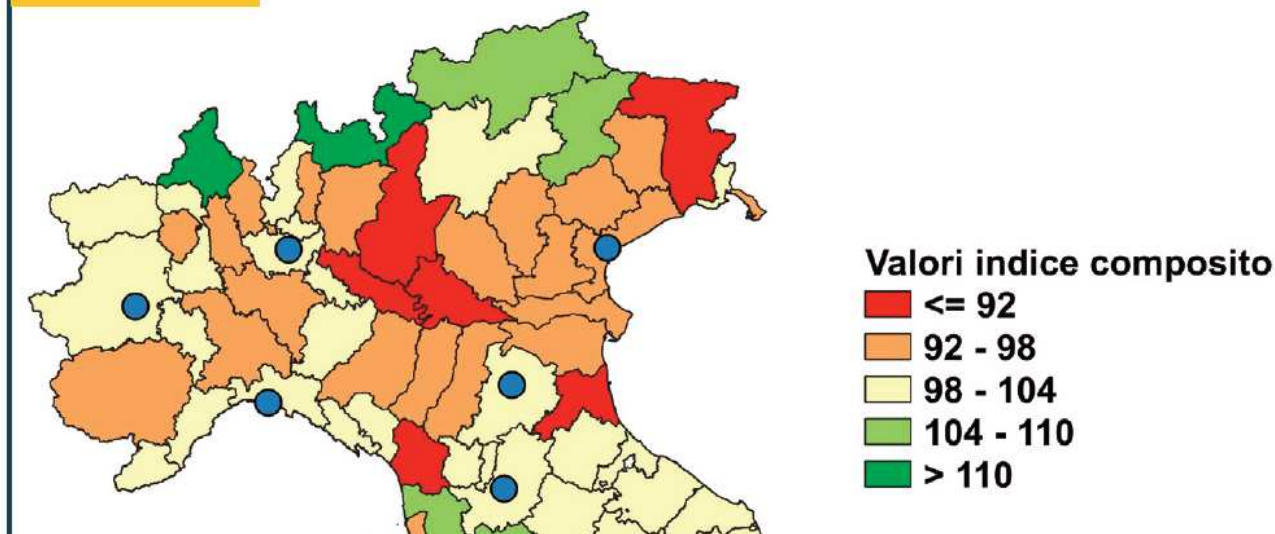 Valori indice composito
<= 92
92 - 98
98 - 104
104 - 110
> 110